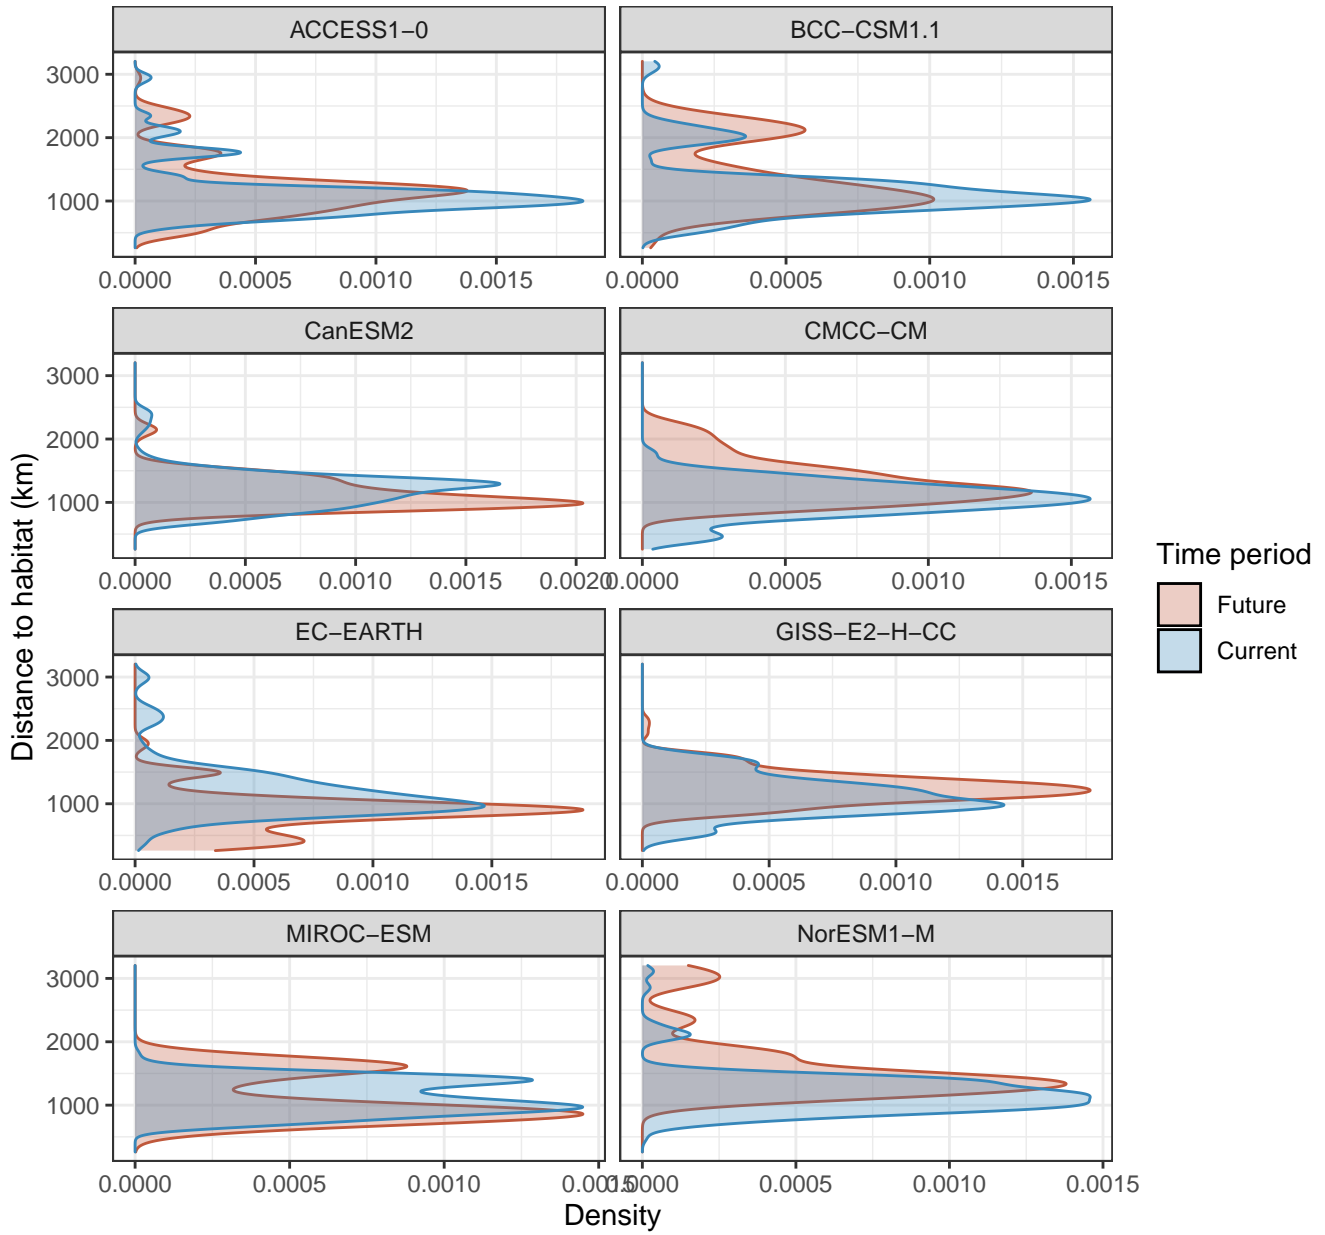 ACCESS1−0
BCC−CSM1.1
3000
2000
1000
0.0000 0.0005 0.0010 0.0015
0.0000 0.0005 0.0010 0.0015
CanESM2
CMCC−CM
3000
2000
1000
0.0000 0.0005 0.0010 0.0015 0.0020
0.0000 0.0005 0.0010 0.0015
EC−EARTH
GISS−E2−H−CC
3000
2000
1000
0.0000 0.0005 0.0010 0.0015
0.0000 0.0005 0.0010 0.0015
MIROC−ESM
NorESM1−M
3000
2000
1000
0.0000 0.0005 0.0010 0.0015
0.0000 0.0005 0.0010 0.0015
Density
Distance to habitat (km)
Time period
Future
Current